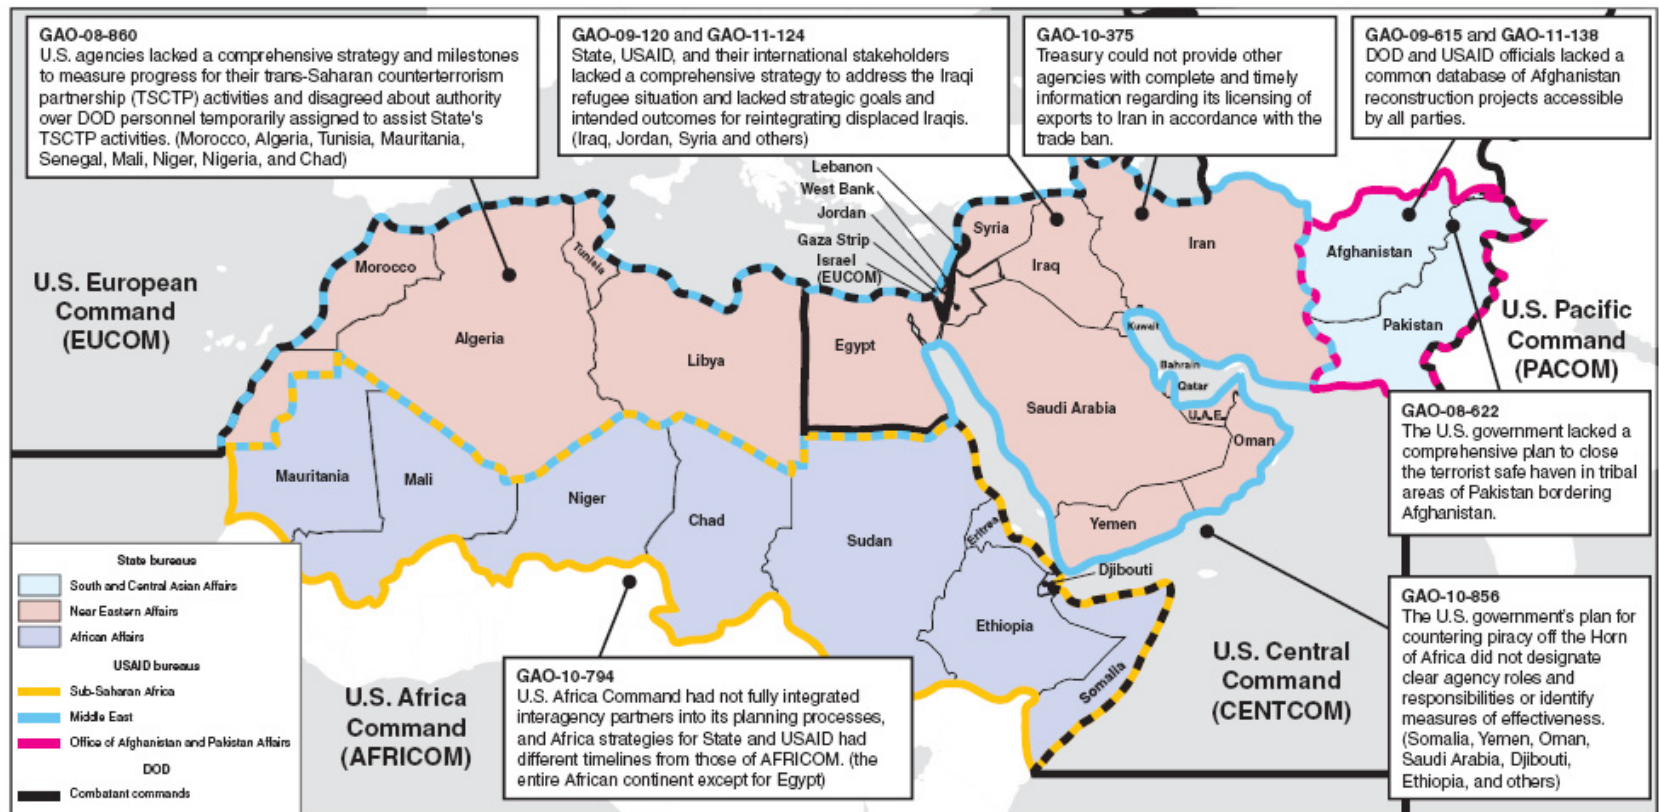 GAO-08-860
U.S. agencies lacked a comprehensive strategy and milestones
to measure progress for their trans-Saharan counterterrorism
partnership (TSCTP) activities and disagreed about authority
over DOD personnel temporarily assigned to assist State's
TSCTP activities. (Morocco, Algeria, Tunisia, Mauritania,
Senegal, Mali, Niger, Nigeria, and Chad)
GAO-09-120 and GAO-11-124
State, USAID, and their international stakeholders
lacked a comprehensive strategy to address the Iraqi
refugee situation and lacked strategic goals and
intended outcomes for reintegrating displaced Iraqis.
(Iraq, Jordan, Syria and others)
GAO-10-375
Treasury could not provide other
agencies with complete and timely
information regarding its licensing of
exports to Iran in accordance with the
trade ban.
GAO-09-615 and GAO-11-138
DOD and USAID officials lacked a
common database of Afghanistan
reconstruction projects accessible
by all parties.
Lebanon
West Bank
Jordan
Gaza Strip
Israel
(EUCOM)
U.S. European
Command
(EUCOM)
Morocco
Algeria
Tunisia
Libya
Egypt
Syria
Iraq
Iran
Kuwait
Bahrain
Qatar
U.A.E.
Saudi Arabia
Oman
Yemen
Afghanistan
Pakistan
U.S. Pacific
Command
(PACOM)
Mauritania
Mali
Niger
Chad
Sudan
Eritrea
Djibouti
Ethiopia
Somalia
GAO-08-622
The U.S. government lacked a
comprehensive plan to close
the terrorist safe haven in tribal
areas of Pakistan bordering
Afghanistan.
GAO-10-856
The U.S. government's plan for
countering piracy off the Horn
of Africa did not designate
clear agency roles and
responsibilities or identify
measures of effectiveness.
(Somalia, Yemen, Oman,
Saudi Arabia, Djibouti,
Ethiopia, and others)
U.S. Central
Command
(CENTCOM)
GAO-10-794
U.S. Africa Command had not fully integrated
interagency partners into its planning processes,
and Africa strategies for State and USAID had
different timelines from those of AFRICOM. (the
entire African continent except for Egypt)
U.S. Africa
Command
(AFRICOM)
State bureaus
South and Central Asian Affairs
Near Eastern Affairs
African Affairs
USAID bureaus
Sub-Saharan Africa
Middle East
Office of Afghanistan and Pakistan Affairs
DOD
Combatant commands